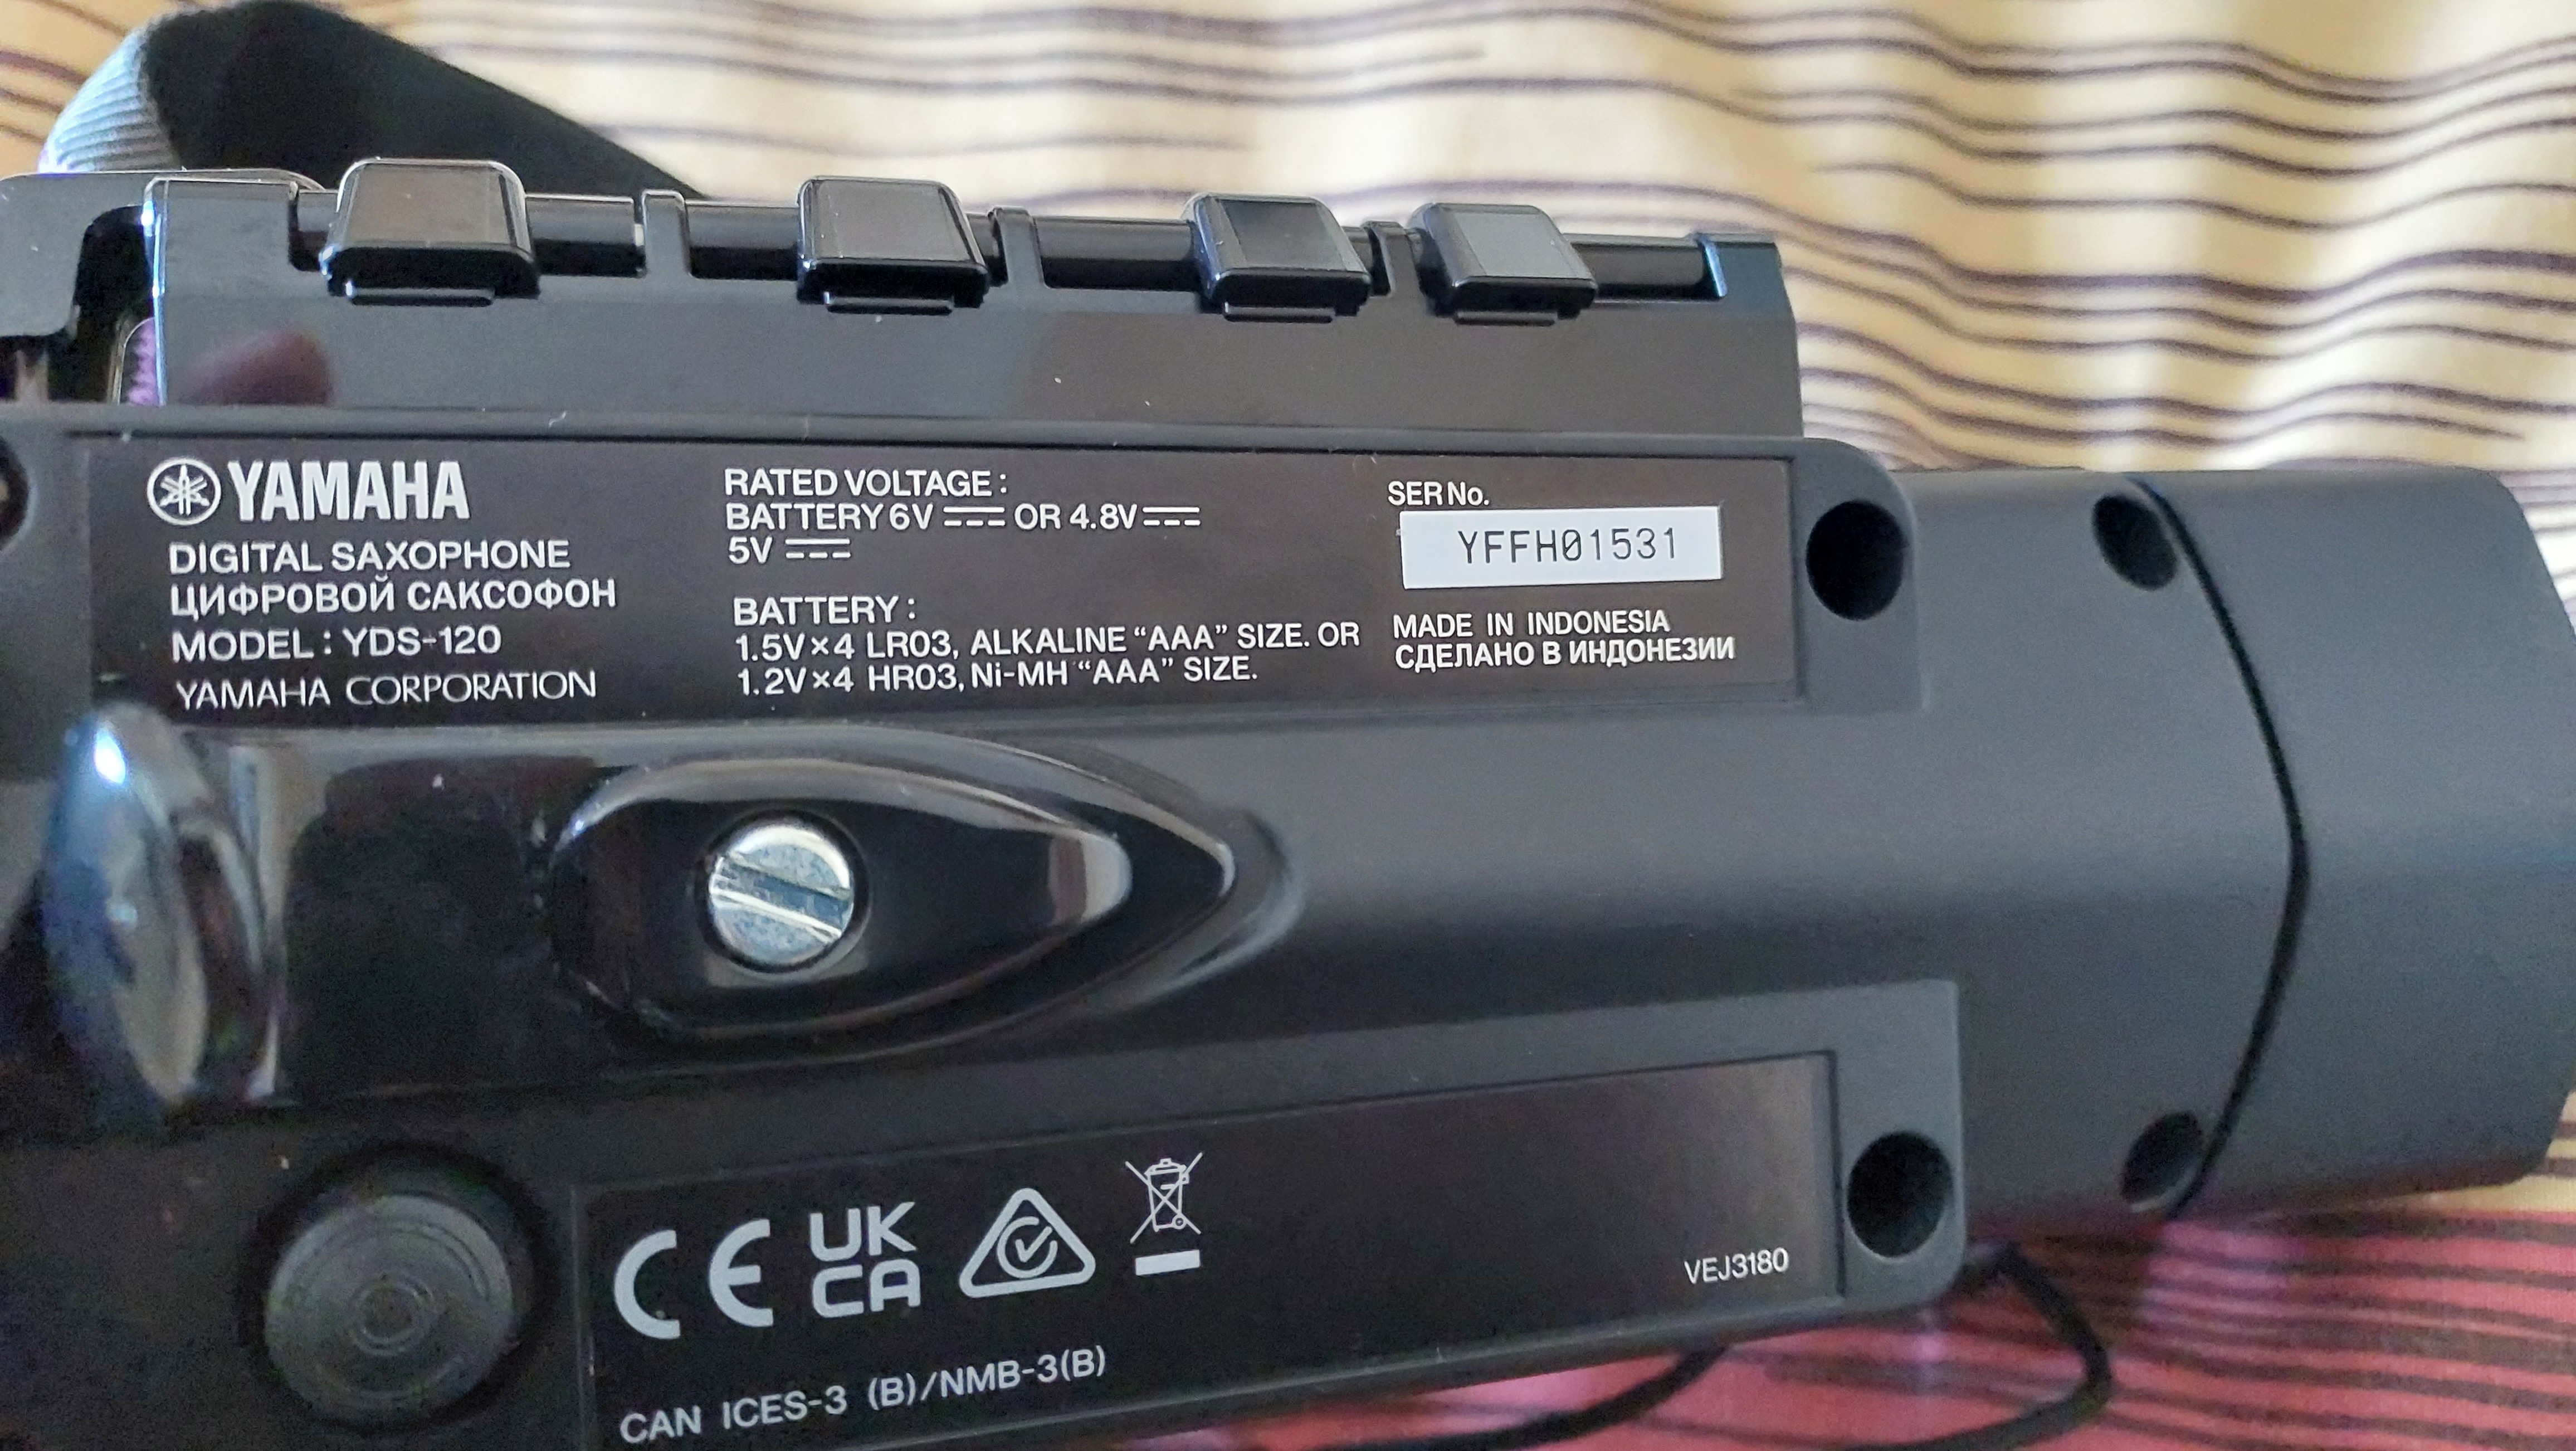 YAMAHA
DIGITAL SAXOPHONE
ЦИФРОВОЙ САКСОФОН
MODEL : YDS-120
YAMAHA CORPORATION
RATED VOLTAGE :
BATTERY 6V ⎓ OR 4.8V ⎓
5V ⎓
BATTERY :
1.5V×4 LR03, ALKALINE “AAA” SIZE. OR
1.2V×4 HR03, Ni-MH “AAA” SIZE.
SER No.
YFFH01531
MADE IN INDONESIA
СДЕЛАНО В ИНДОНЕЗИИ
CE UK CA
VEJ3180
CAN ICES-3 (B)/NMB-3(B)